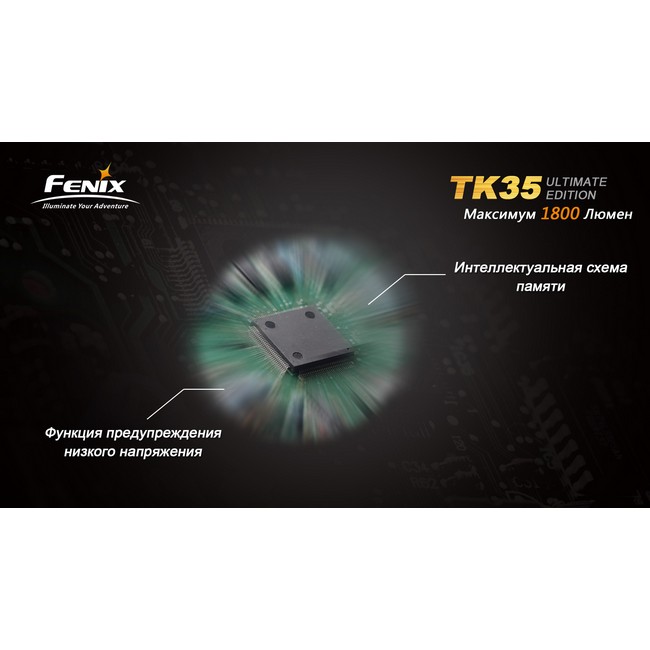 FENIX
Illuminate Your Adventure
TK35 ULTIMATE
EDITION
Максимум 1800 Люмен
Интеллектуальная схема
памяти
Функция предупреждения
низкого напряжения